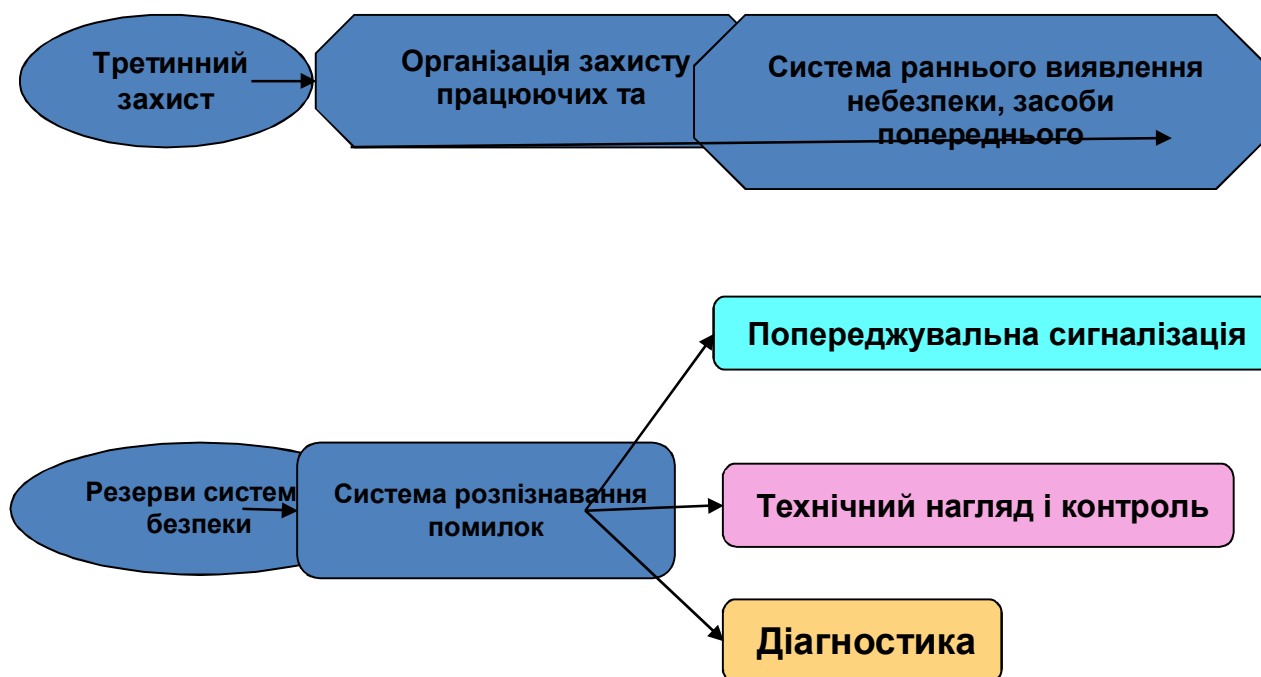 Третинний
захист
Організація захисту
працюючих та
Система раннього виявлення
небезпеки, засоби
попереднього
Попереджувальна сигналізація
Резерви систем
безпеки
Система розпізнавання
помилок
Технічний нагляд і контроль
Діагностика